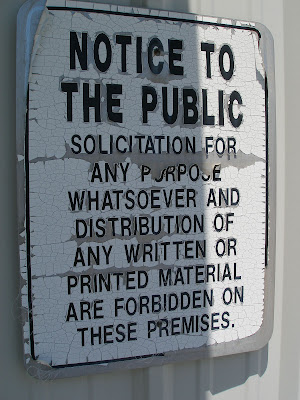 NOTICE TO
THE PUBLIC
SOLICITATION FOR
ANY PURPOSE
WHATSOEVER AND
DISTRIBUTION OF
ANY WRITTEN OR
PRINTED MATERIAL
ARE FORBIDDEN ON
THESE PREMISES.